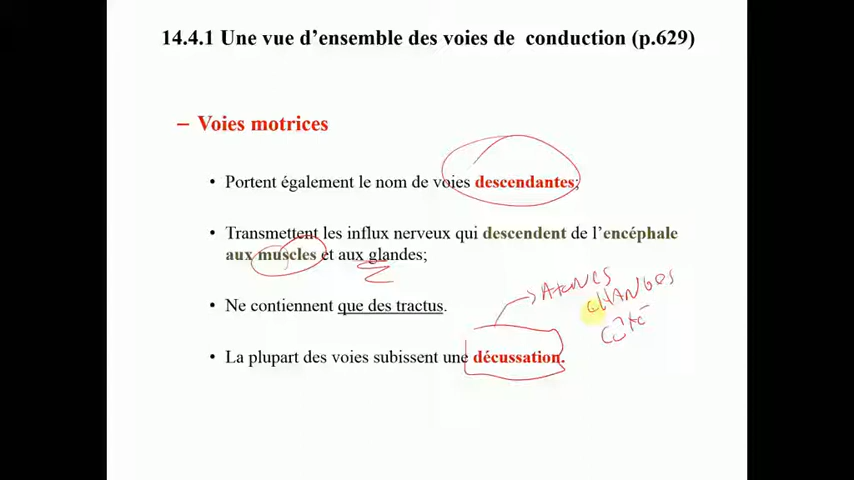 14.4.1 Une vue d’ensemble des voies de conduction (p.629)
– Voies motrices
• Portent également le nom de voies descendantes;
• Transmettent les influx nerveux qui descendent de l’encéphale
aux muscles et aux glandes;
• Ne contiennent que des tractus.
• La plupart des voies subissent une décussation.
CHANGES
CÔTÉ